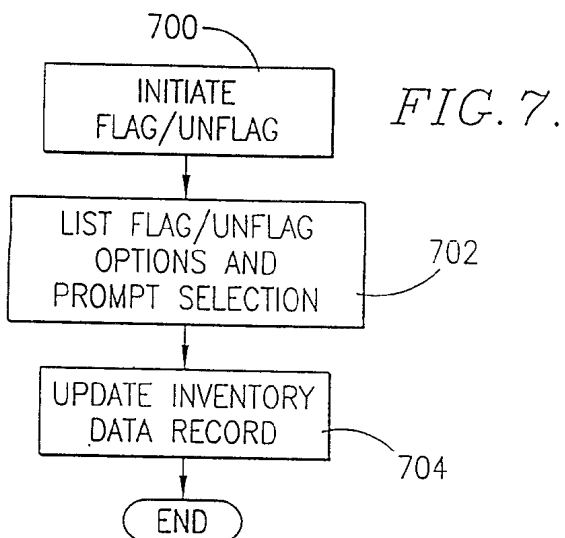 700
INITIATE
FLAG/UNFLAG
FIG. 7.
LIST FLAG/UNFLAG
OPTIONS AND
PROMPT SELECTION
702
UPDATE INVENTORY
DATA RECORD
704
END